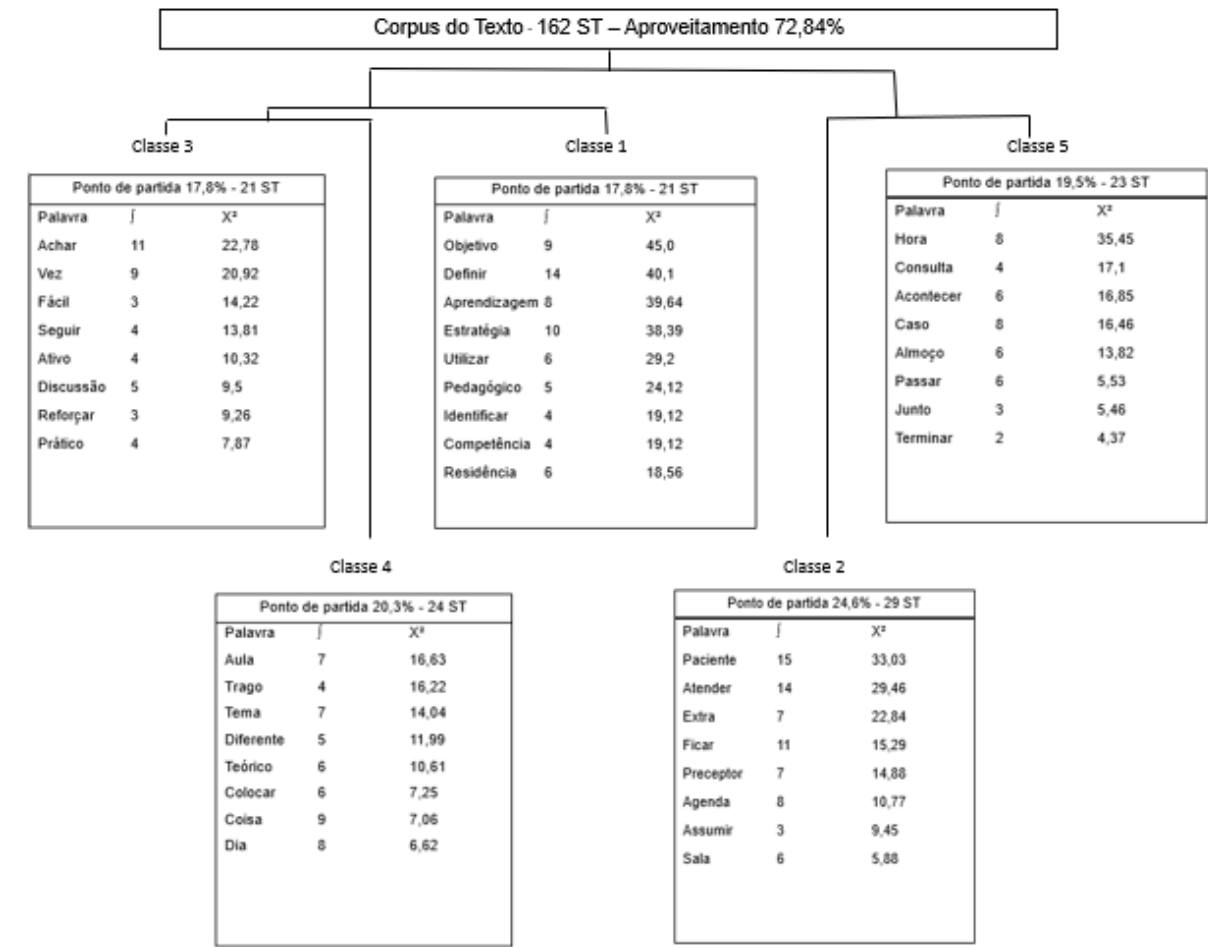 Corpus do Texto - 162 ST – Aproveitamento 72,84%
Classe 3
Ponto de partida 17,8% - 21 ST
Palavra ∫ X²
Achar 11 22,78
Vez 9 20,92
Fácil 3 14,22
Seguir 4 13,81
Ativo 4 10,32
Discussão 5 9,5
Reforçar 3 9,26
Prático 4 7,87
Classe 1
Ponto de partida 17,8% - 21 ST
Palavra ∫ X²
Objetivo 9 45,0
Definir 14 40,1
Aprendizagem 8 39,64
Estratégia 10 38,39
Utilizar 6 29,2
Pedagógico 5 24,12
Identificar 4 19,12
Competência 4 19,12
Residência 6 18,56
Classe 5
Ponto de partida 19,5% - 23 ST
Palavra ∫ X²
Hora 8 35,45
Consulta 4 17,1
Acontecer 6 16,85
Caso 8 16,46
Almoço 6 13,82
Passar 6 5,53
Junto 3 5,46
Terminar 2 4,37
Classe 4
Ponto de partida 20,3% - 24 ST
Palavra ∫ X²
Aula 7 16,63
Trago 4 16,22
Tema 7 14,04
Diferente 5 11,99
Teórico 6 10,61
Colocar 6 7,25
Coisa 9 7,06
Dia 8 6,62
Classe 2
Ponto de partida 24,6% - 29 ST
Palavra ∫ X²
Paciente 15 33,03
Atender 14 29,46
Extra 7 22,84
Ficar 11 15,29
Preceptor 7 14,88
Agenda 8 10,77
Assumir 3 9,45
Sala 6 5,88